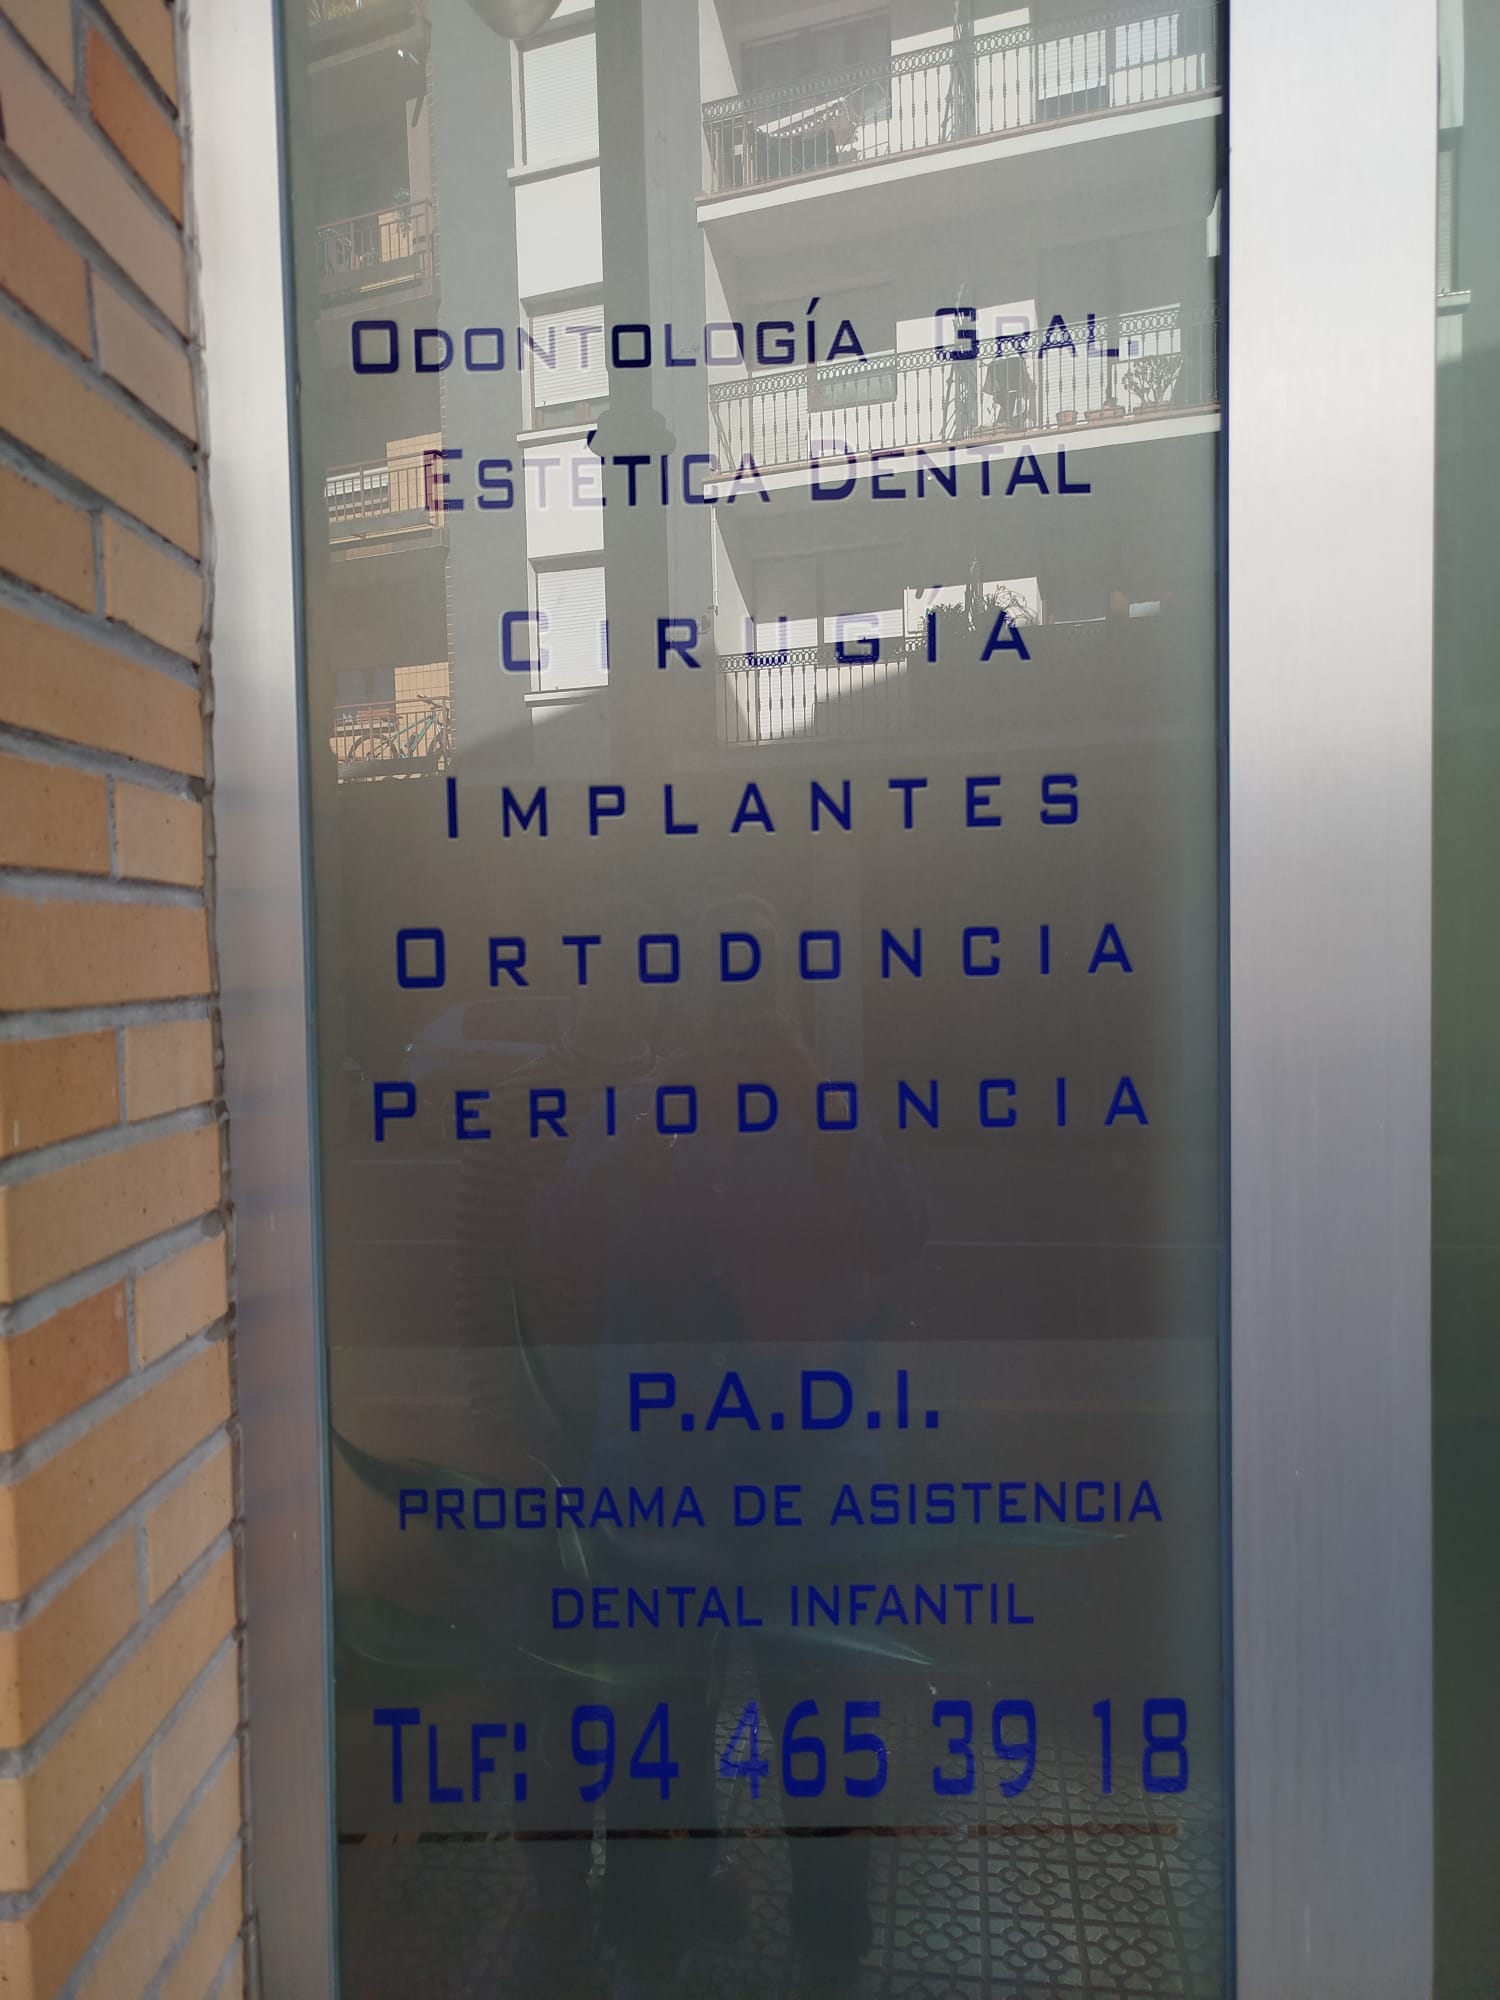 ODONTOLOGÍA GRAL.
ESTÉTICA DENTAL
CIRUGÍA
IMPLANTES
ORTODONCIA
PERIODONCIA
P.A.D.I.
PROGRAMA DE ASISTENCIA
DENTAL INFANTIL
TLF: 94 465 39 18